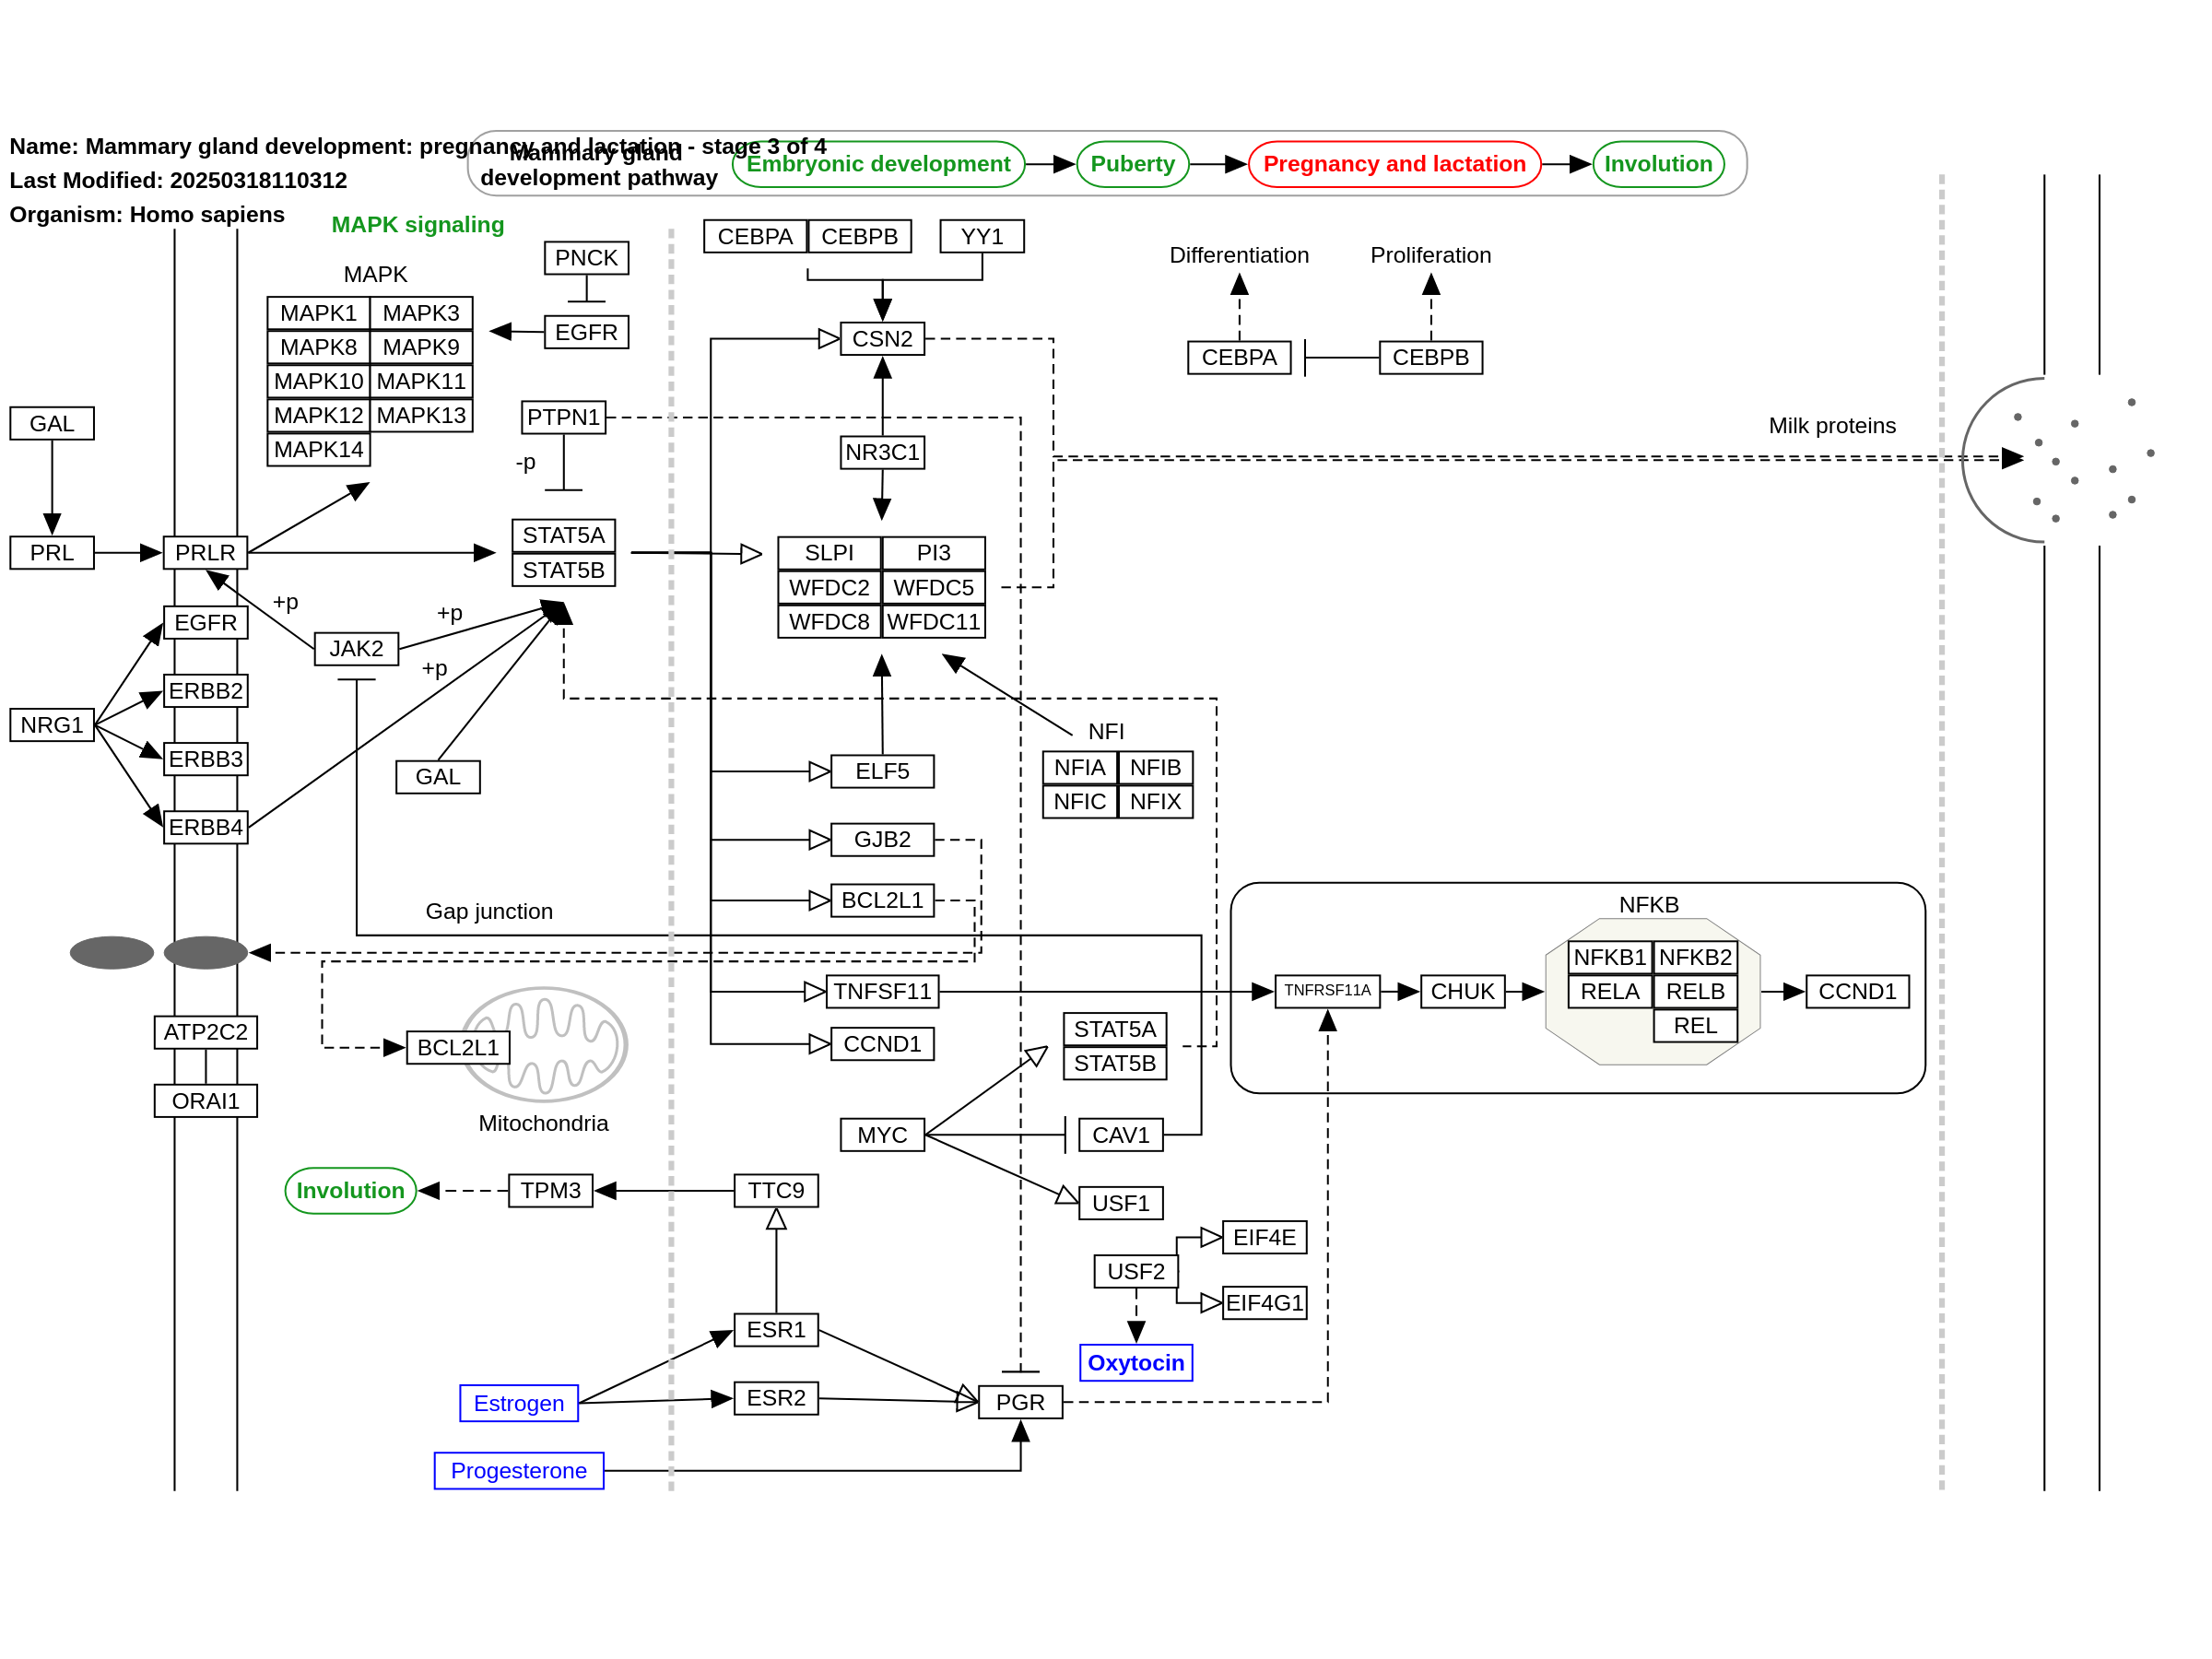 Name: Mammary gland development: pregnancy and lactation - stage 3 of 4
Last Modified: 20250318110312
Organism: Homo sapiens
Mammary gland
development pathway
Embryonic development
Puberty
Pregnancy and lactation
Involution
MAPK signaling
MAPK
MAPK1 MAPK3
MAPK8 MAPK9
MAPK10 MAPK11
MAPK12 MAPK13
MAPK14
PNCK
EGFR
CEBPA CEBPB
YY1
CSN2
Differentiation
Proliferation
CEBPA
CEBPB
GAL
PTPN1
-p
NR3C1
Milk proteins
PRL
PRLR
STAT5A
STAT5B
SLPI PI3
WFDC2 WFDC5
WFDC8 WFDC11
+p
+p
+p
EGFR
JAK2
ERBB2
NRG1
ERBB3
ERBB4
GAL
NFI
NFIA NFIB
NFIC NFIX
ELF5
GJB2
BCL2L1
Gap junction
NFKB
NFKB1 NFKB2
RELA RELB
REL
TNFSF11
TNFRSF11A
CHUK
CCND1
ATP2C2
ORAI1
BCL2L1
Mitochondria
CCND1
STAT5A
STAT5B
MYC
CAV1
USF1
Involution
TPM3
TTC9
EIF4E
USF2
EIF4G1
Oxytocin
ESR1
ESR2
Estrogen
PGR
Progesterone